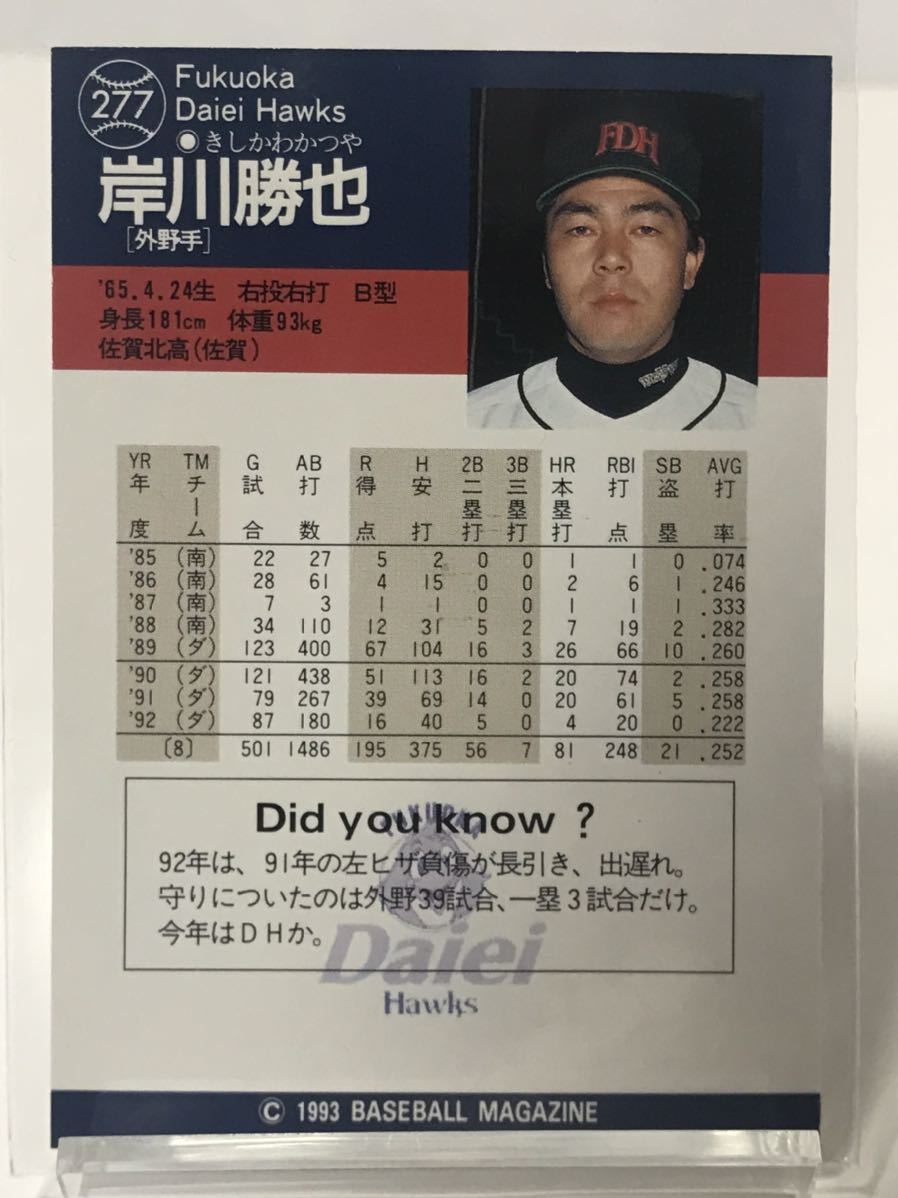 277
Fukuoka
Daiei Hawks
◉きしかわかつや
岸川勝也
[外野手]
FDH
'65.4.24生 右投右打 B型
身長181cm 体重93kg
佐賀北高(佐賀)
YR TM G AB R H 2B 3B HR RBI SB AVG
年度 チーム 試合 打数 得点 安打 二塁打 三塁打 本塁打 打点 盗塁 打率
'85 (南) 22 27 5 2 0 0 1 1 0 .074
'86 (南) 28 61 4 15 0 0 2 6 1 .246
'87 (南) 7 3 1 1 0 0 1 1 1 .333
'88 (南) 34 110 12 31 5 2 7 19 2 .282
'89 (ダ) 123 400 67 104 16 3 26 66 10 .260
'90 (ダ) 121 438 51 113 16 2 20 74 2 .258
'91 (ダ) 79 267 39 69 14 0 20 61 5 .258
'92 (ダ) 87 180 16 40 5 0 4 20 0 .222
〔8〕 501 1486 195 375 56 7 81 248 21 .252
Did you know ?
92年は、91年の左ヒザ負傷が長引き、出遅れ。
守りについたのは外野39試合、一塁3試合だけ。
今年はDHか。
FUKUOKA
Daiei
Hawks
© 1993 BASEBALL MAGAZINE